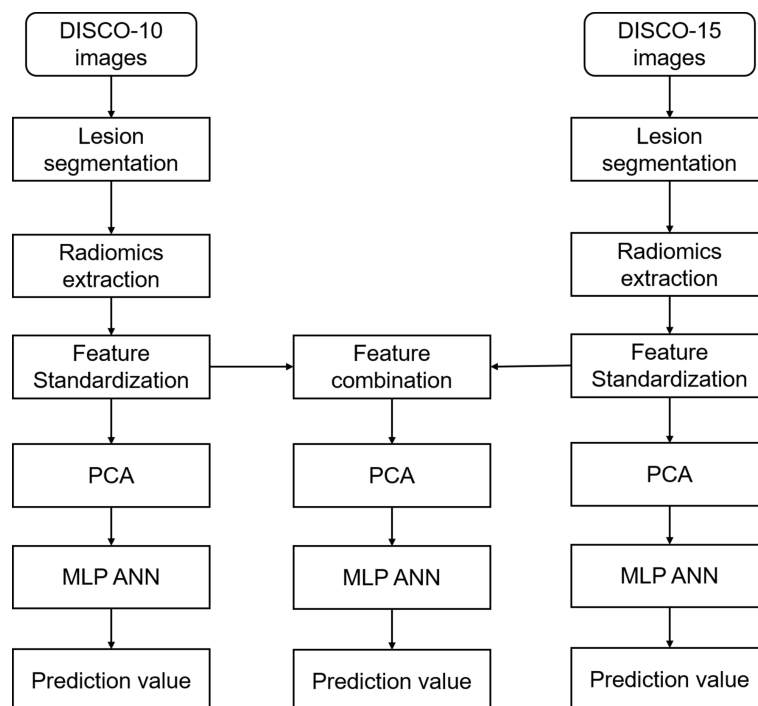 DISCO-10
images
Lesion
segmentation
Radiomics
extraction
Feature
Standardization
PCA
MLP ANN
Prediction value
Feature
combination
PCA
MLP ANN
Prediction value
DISCO-15
images
Lesion
segmentation
Radiomics
extraction
Feature
Standardization
PCA
MLP ANN
Prediction value